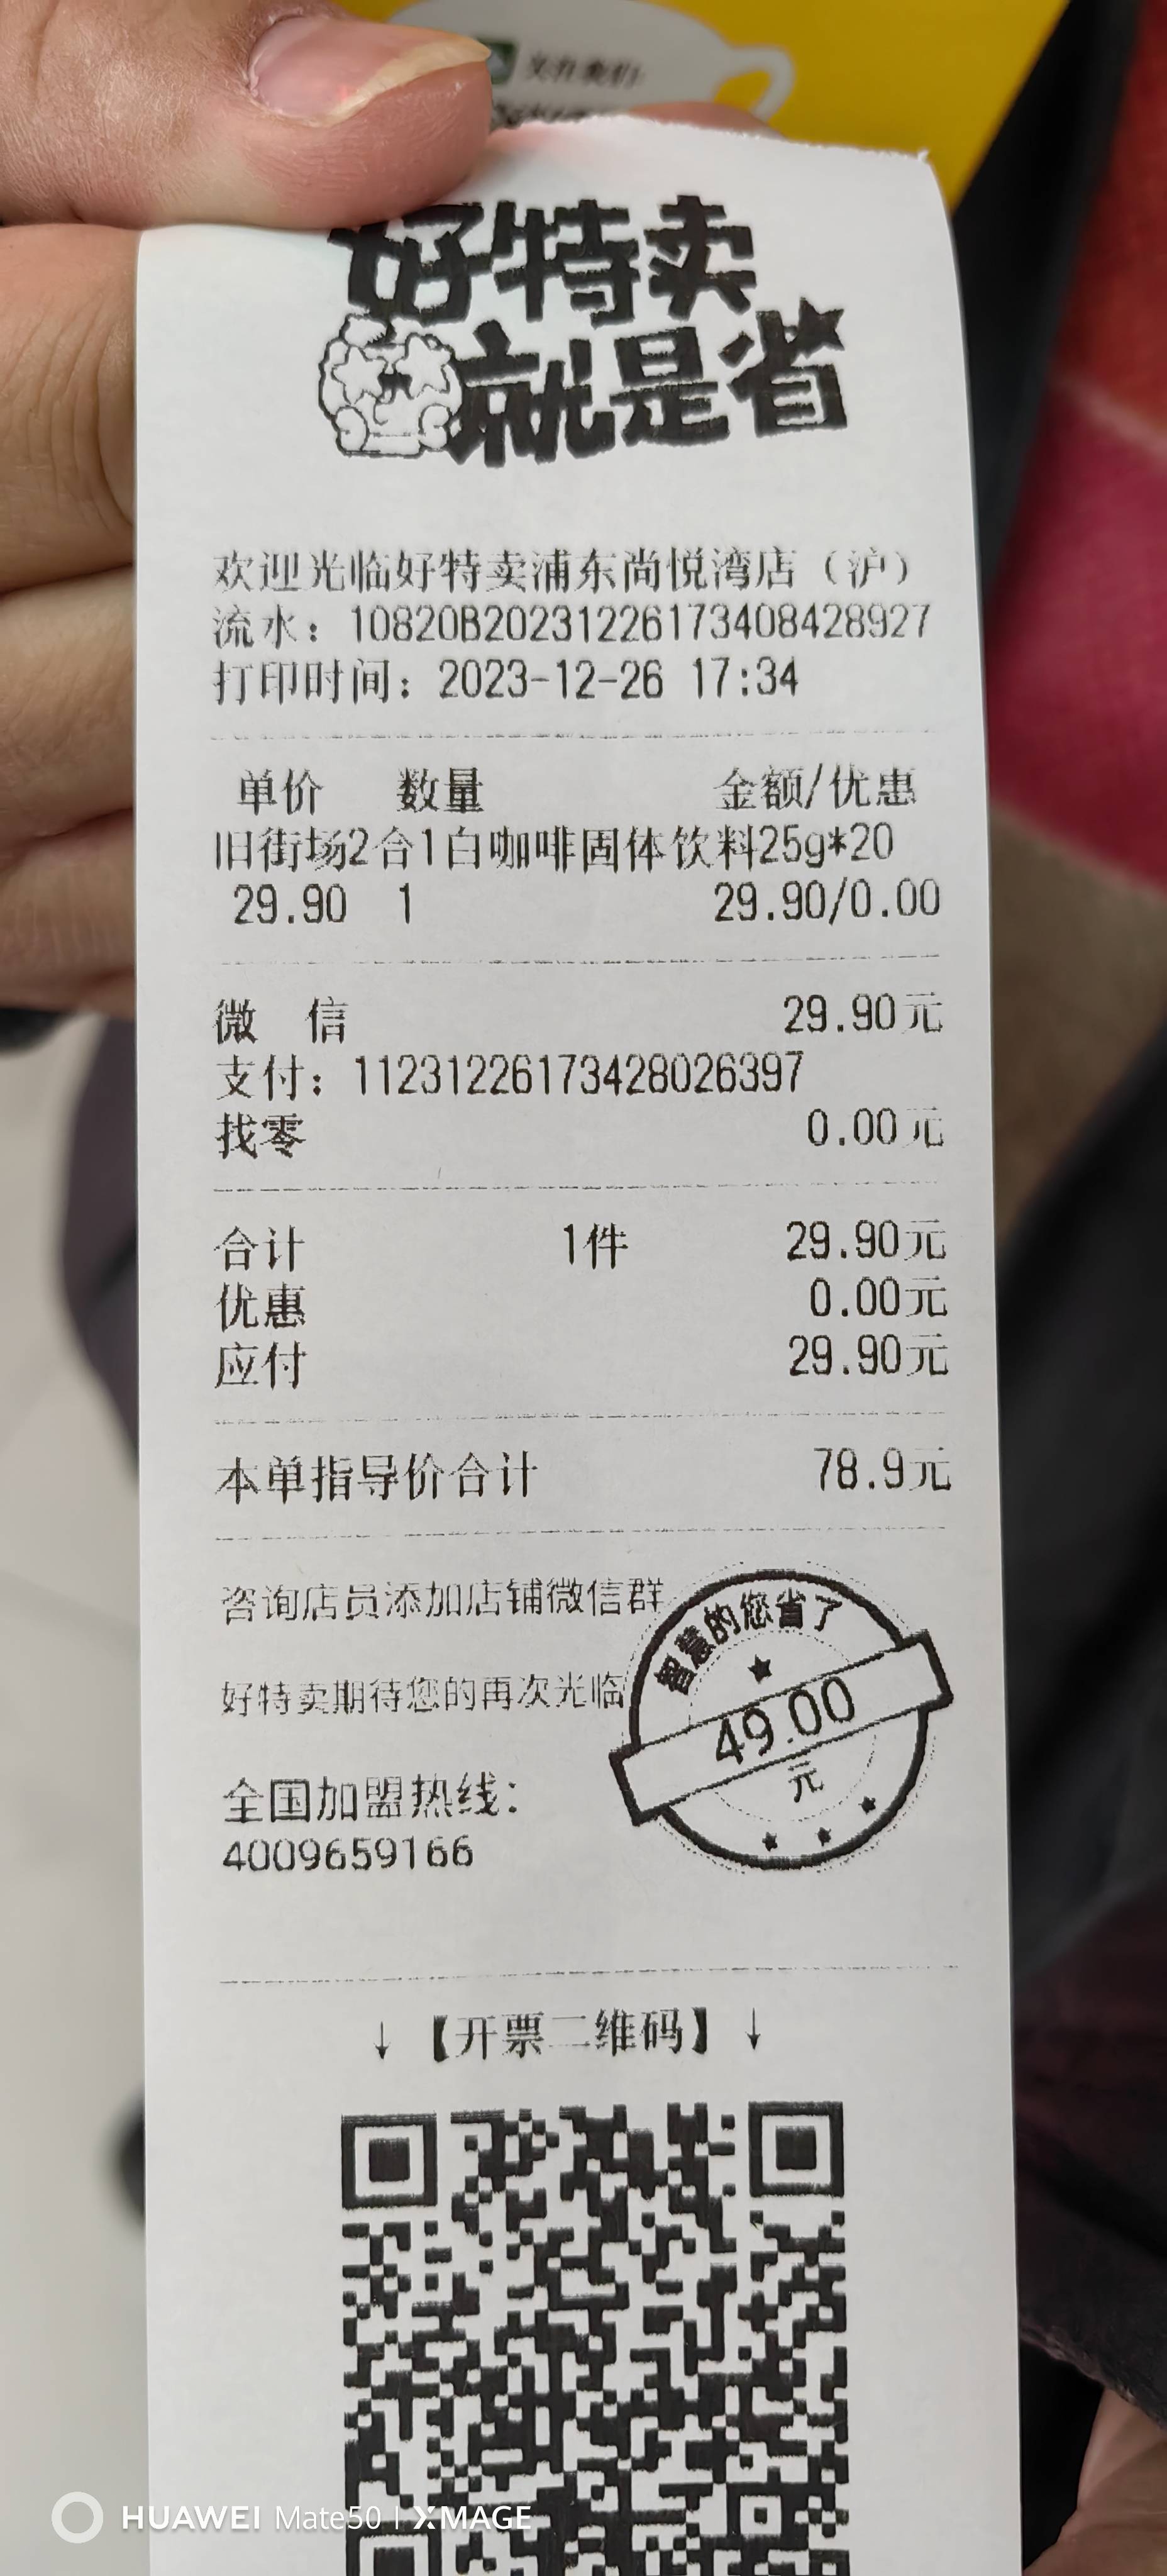 好特卖
就是省
欢迎光临好特卖浦东尚悦湾店（沪）
流水：10820B20231226173408428927
打印时间：2023-12-26 17:34
单价 数量 金额/优惠
旧街场2合1白咖啡固体饮料25g*20
29.90 1 29.90/0.00
微 信 29.90元
支付：11231226173428026397
找零 0.00元
合计 1件 29.90元
优惠 0.00元
应付 29.90元
本单指导价合计 78.9元
咨询店员添加店铺微信群
智慧的您省了
49.00
元
好特卖期待您的再次光临
全国加盟热线：
4009659166
↓【开票二维码】↓
HUAWEI Mate50 | XMAGE